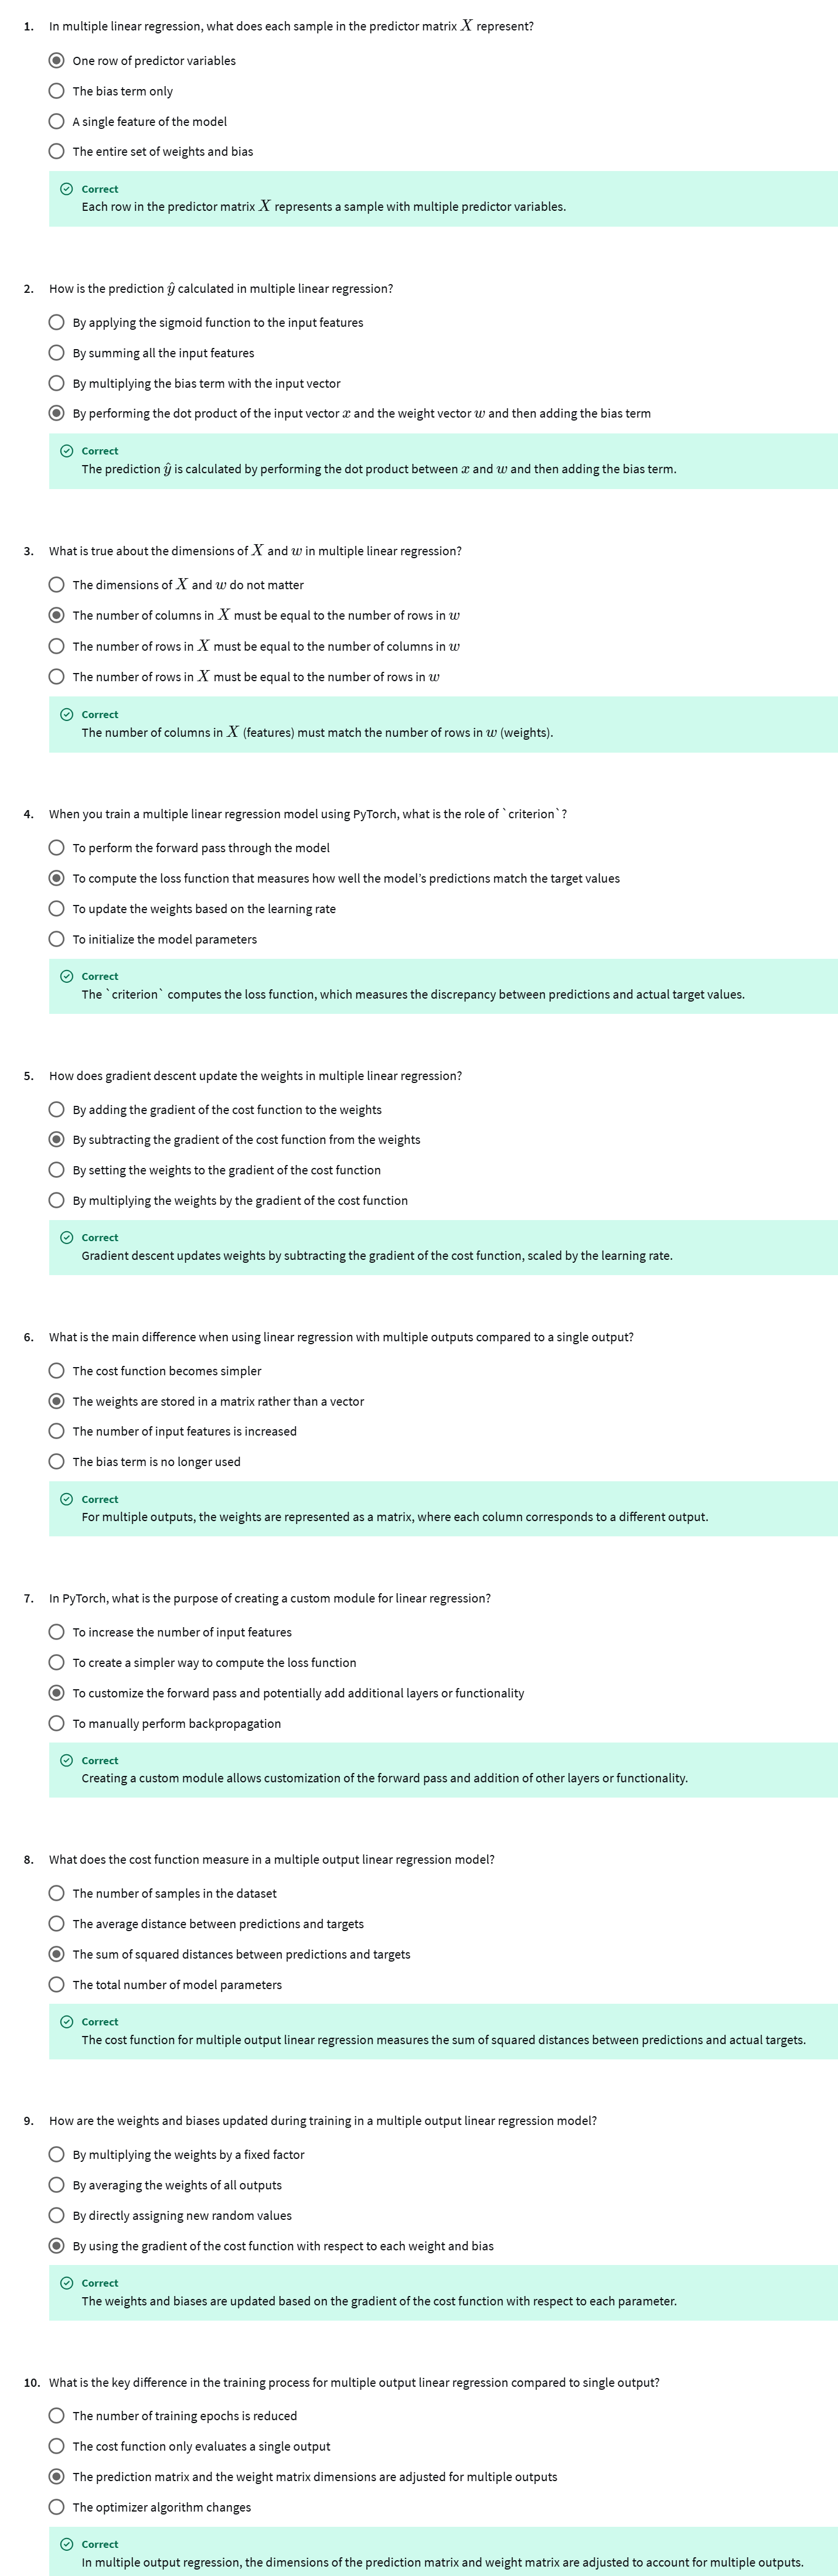 1. In multiple linear regression, what does each sample in the predictor matrix X represent?
One row of predictor variables
The bias term only
A single feature of the model
The entire set of weights and bias
Correct
Each row in the predictor matrix X represents a sample with multiple predictor variables.
2. How is the prediction ŷ calculated in multiple linear regression?
By applying the sigmoid function to the input features
By summing all the input features
By multiplying the bias term with the input vector
By performing the dot product of the input vector x and the weight vector w and then adding the bias term
Correct
The prediction ŷ is calculated by performing the dot product between x and w and then adding the bias term.
3. What is true about the dimensions of X and w in multiple linear regression?
The dimensions of X and w do not matter
The number of columns in X must be equal to the number of rows in w
The number of rows in X must be equal to the number of columns in w
The number of rows in X must be equal to the number of rows in w
Correct
The number of columns in X (features) must match the number of rows in w (weights).
4. When you train a multiple linear regression model using PyTorch, what is the role of `criterion`?
To perform the forward pass through the model
To compute the loss function that measures how well the model’s predictions match the target values
To update the weights based on the learning rate
To initialize the model parameters
Correct
The `criterion` computes the loss function, which measures the discrepancy between predictions and actual target values.
5. How does gradient descent update the weights in multiple linear regression?
By adding the gradient of the cost function to the weights
By subtracting the gradient of the cost function from the weights
By setting the weights to the gradient of the cost function
By multiplying the weights by the gradient of the cost function
Correct
Gradient descent updates weights by subtracting the gradient of the cost function, scaled by the learning rate.
6. What is the main difference when using linear regression with multiple outputs compared to a single output?
The cost function becomes simpler
The weights are stored in a matrix rather than a vector
The number of input features is increased
The bias term is no longer used
Correct
For multiple outputs, the weights are represented as a matrix, where each column corresponds to a different output.
7. In PyTorch, what is the purpose of creating a custom module for linear regression?
To increase the number of input features
To create a simpler way to compute the loss function
To customize the forward pass and potentially add additional layers or functionality
To manually perform backpropagation
Correct
Creating a custom module allows customization of the forward pass and addition of other layers or functionality.
8. What does the cost function measure in a multiple output linear regression model?
The number of samples in the dataset
The average distance between predictions and targets
The sum of squared distances between predictions and targets
The total number of model parameters
Correct
The cost function for multiple output linear regression measures the sum of squared distances between predictions and actual targets.
9. How are the weights and biases updated during training in a multiple output linear regression model?
By multiplying the weights by a fixed factor
By averaging the weights of all outputs
By directly assigning new random values
By using the gradient of the cost function with respect to each weight and bias
Correct
The weights and biases are updated based on the gradient of the cost function with respect to each parameter.
10. What is the key difference in the training process for multiple output linear regression compared to single output?
The number of training epochs is reduced
The cost function only evaluates a single output
The prediction matrix and the weight matrix dimensions are adjusted for multiple outputs
The optimizer algorithm changes
Correct
In multiple output regression, the dimensions of the prediction matrix and weight matrix are adjusted to account for multiple outputs.